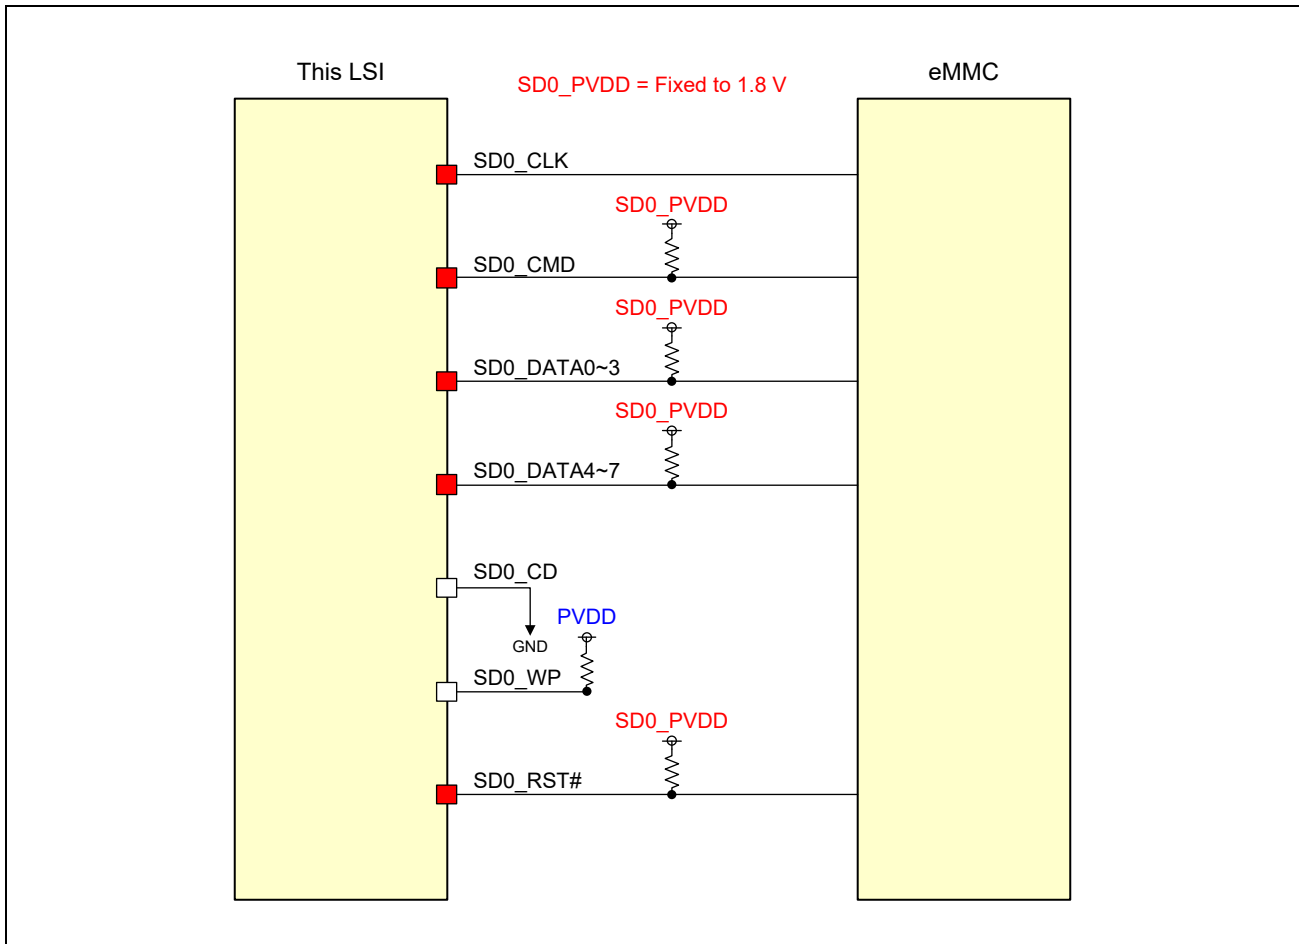 This LSI
SD0_PVDD = Fixed to 1.8 V
eMMC
SD0_CLK
SD0_PVDD
SD0_CMD
SD0_PVDD
SD0_DATA0~3
SD0_PVDD
SD0_DATA4~7
SD0_CD
PVDD
GND
SD0_WP
SD0_PVDD
SD0_RST#